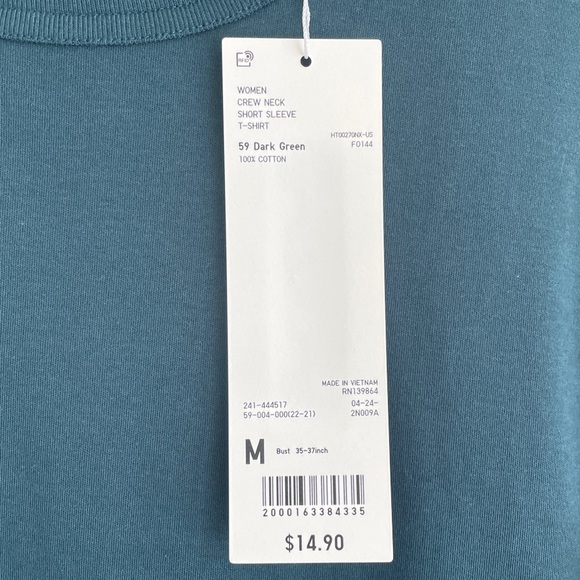 WOMEN
CREW NECK
SHORT SLEEVE
T-SHIRT
HT00270NX-US
59 Dark Green F0144
100% COTTON
MADE IN VIETNAM
RN139864
241-444517 04-24-
59-004-000(22-21) 2N009A
M Bust 35-37inch
2000163384335
$14.90